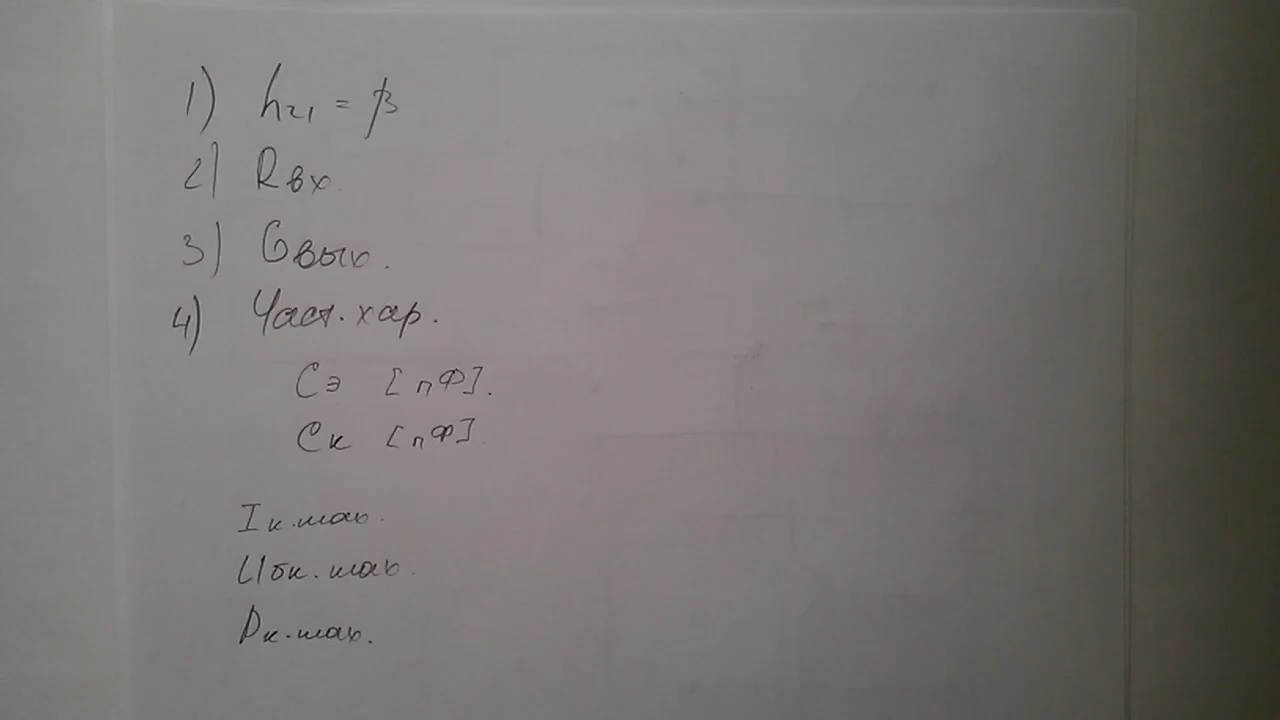 1) h21 = β
2) Rвх.
3) Gвых.
4) Част. хар.
Cэ [пФ].
Cк [пФ].
Iк.max.
Uбк.max.
Pк.max.